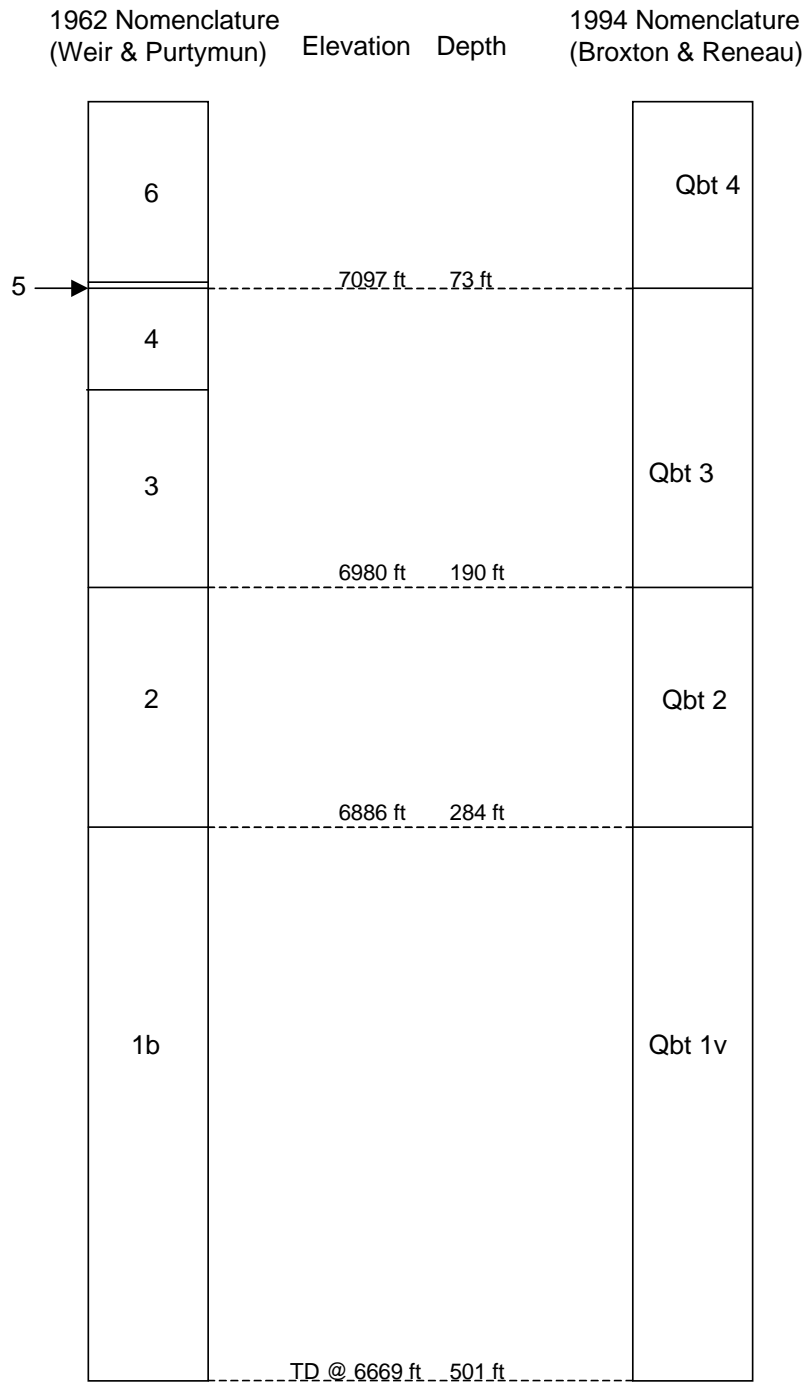 1962 Nomenclature
(Weir & Purtymun)
Elevation Depth
1994 Nomenclature
(Broxton & Reneau)
6
Qbt 4
5
7097 ft 73 ft
4
3
Qbt 3
6980 ft 190 ft
2
Qbt 2
6886 ft 284 ft
1b
Qbt 1v
TD @ 6669 ft 501 ft